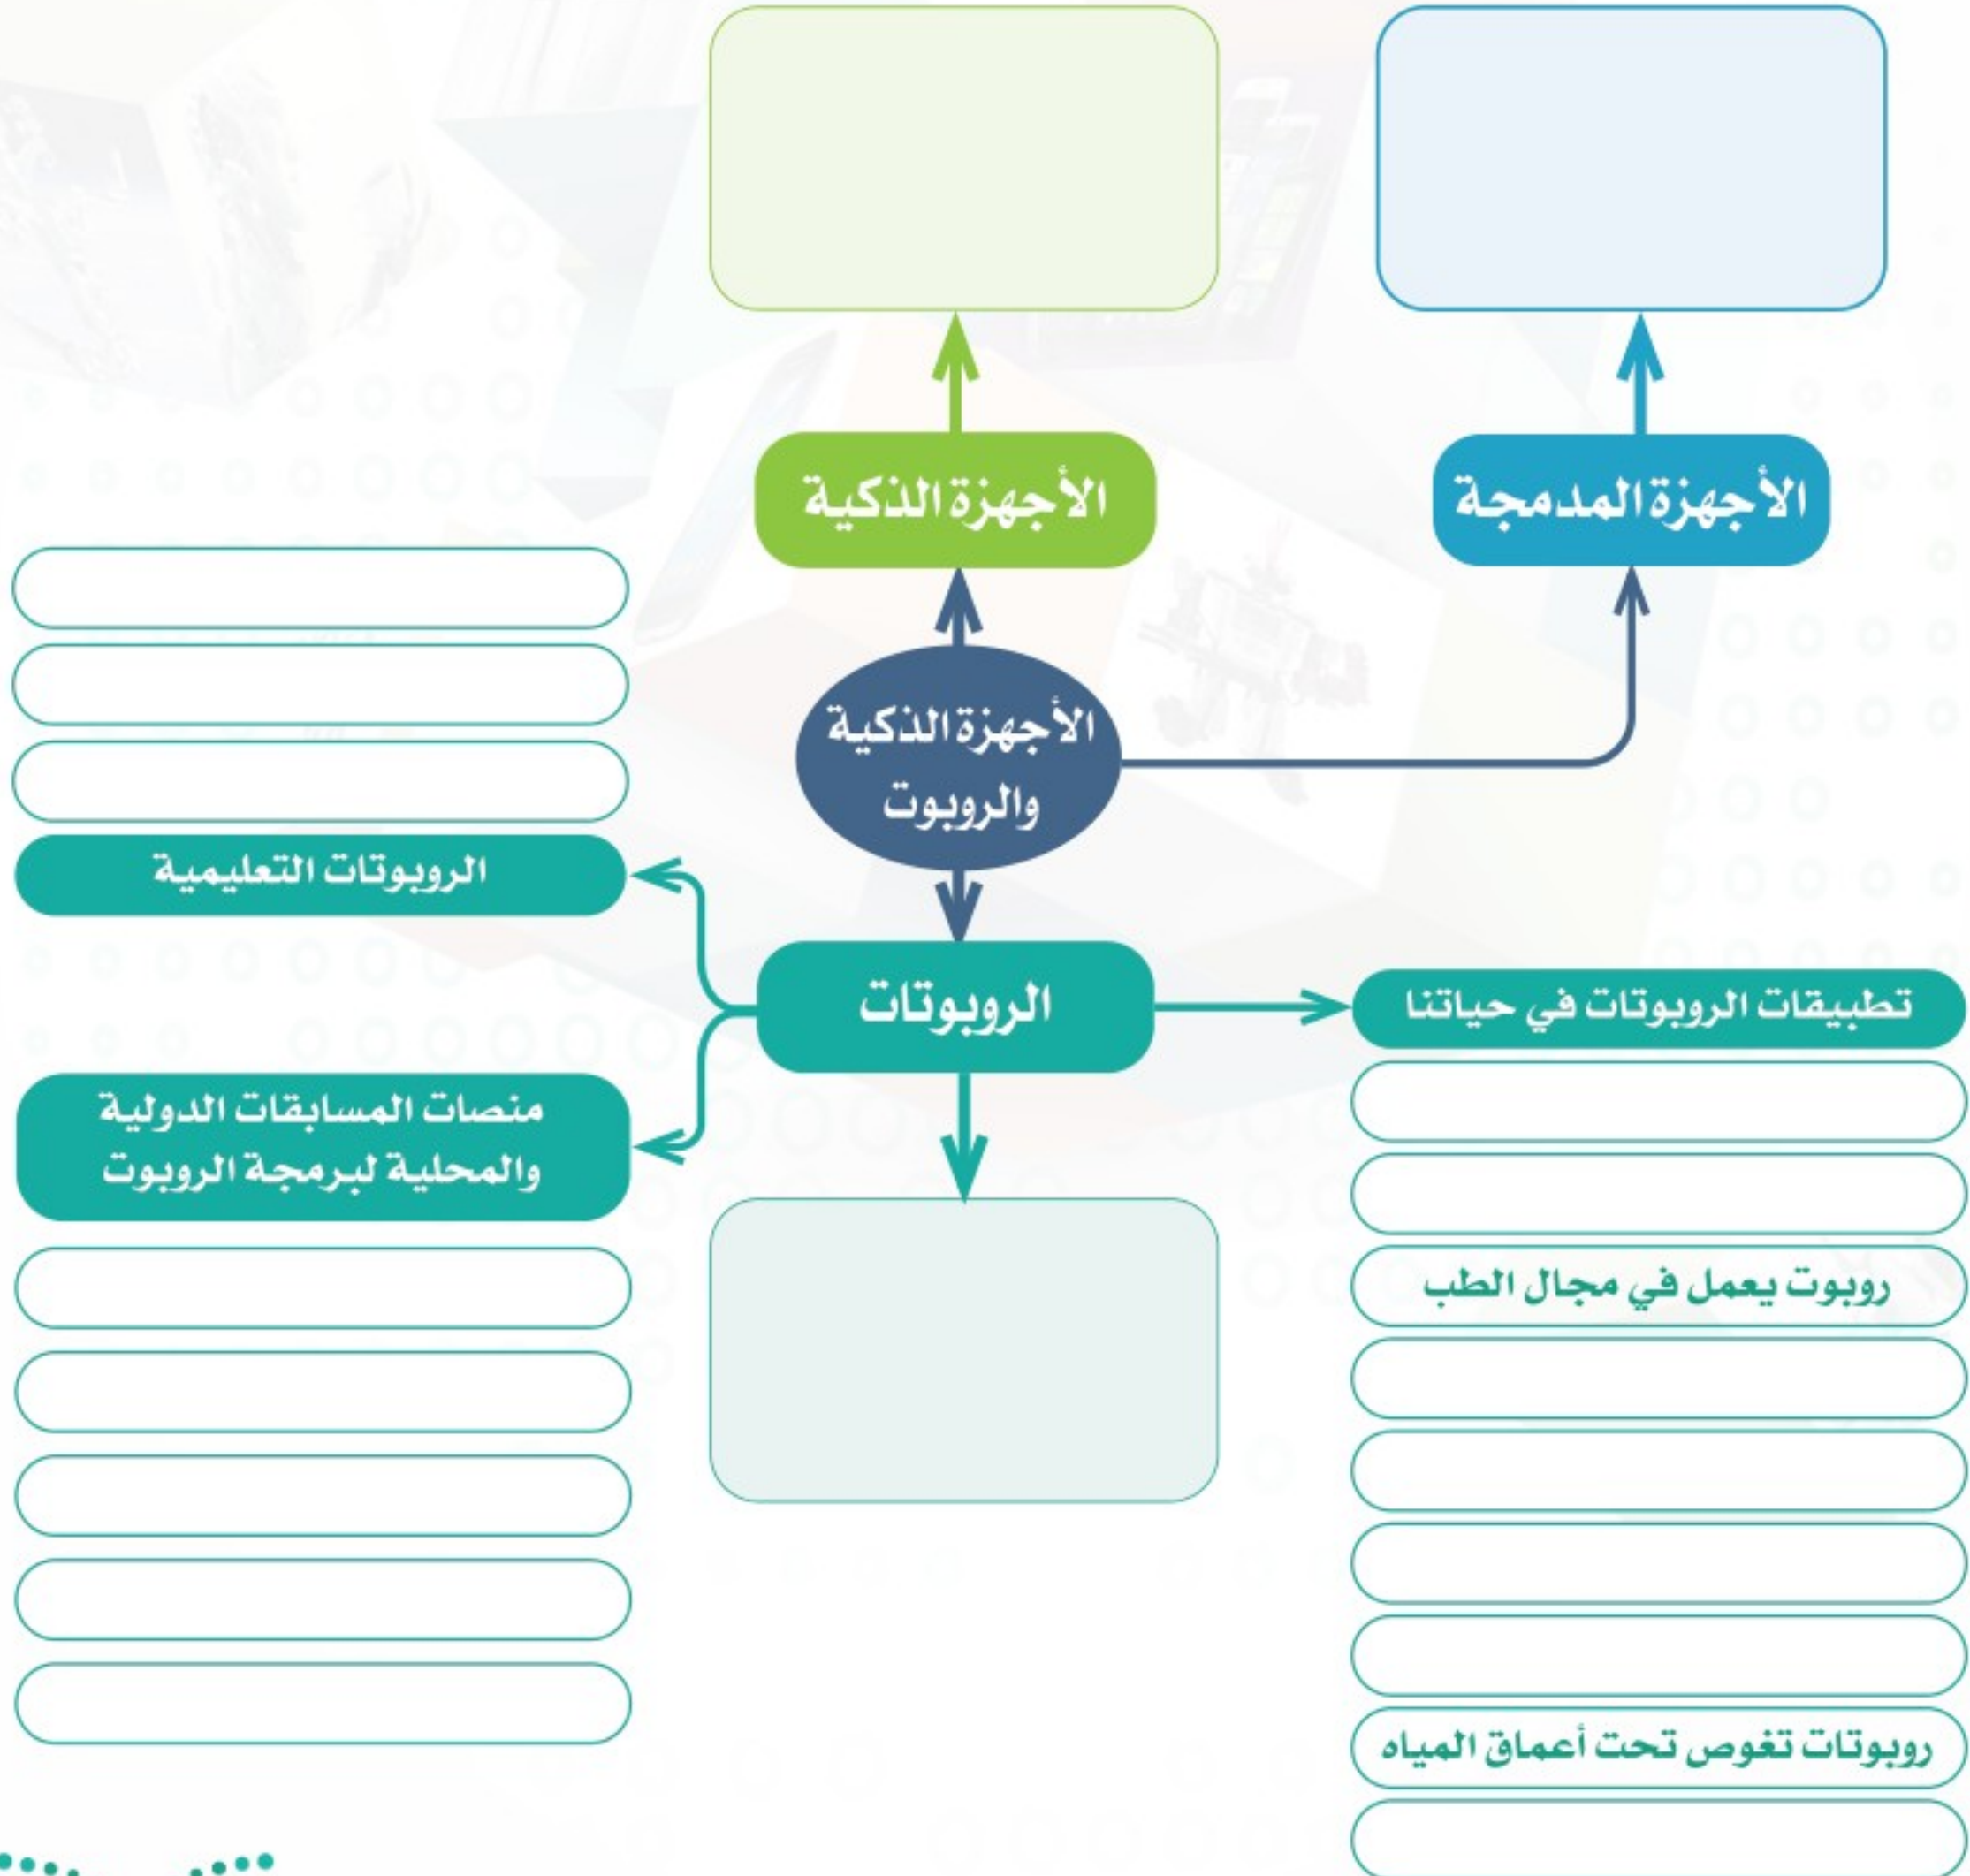 الأجهزة المدمجة
الأجهزة الذكية
الأجهزة الذكية
والروبوت
الروبوتات التعليمية
الروبوتات
تطبيقات الروبوتات في حياتنا
منصات المسابقات الدولية
والمحلية لبرمجة الروبوت
روبوت يعمل في مجال الطب
روبوتات تغوص تحت أعماق المياه